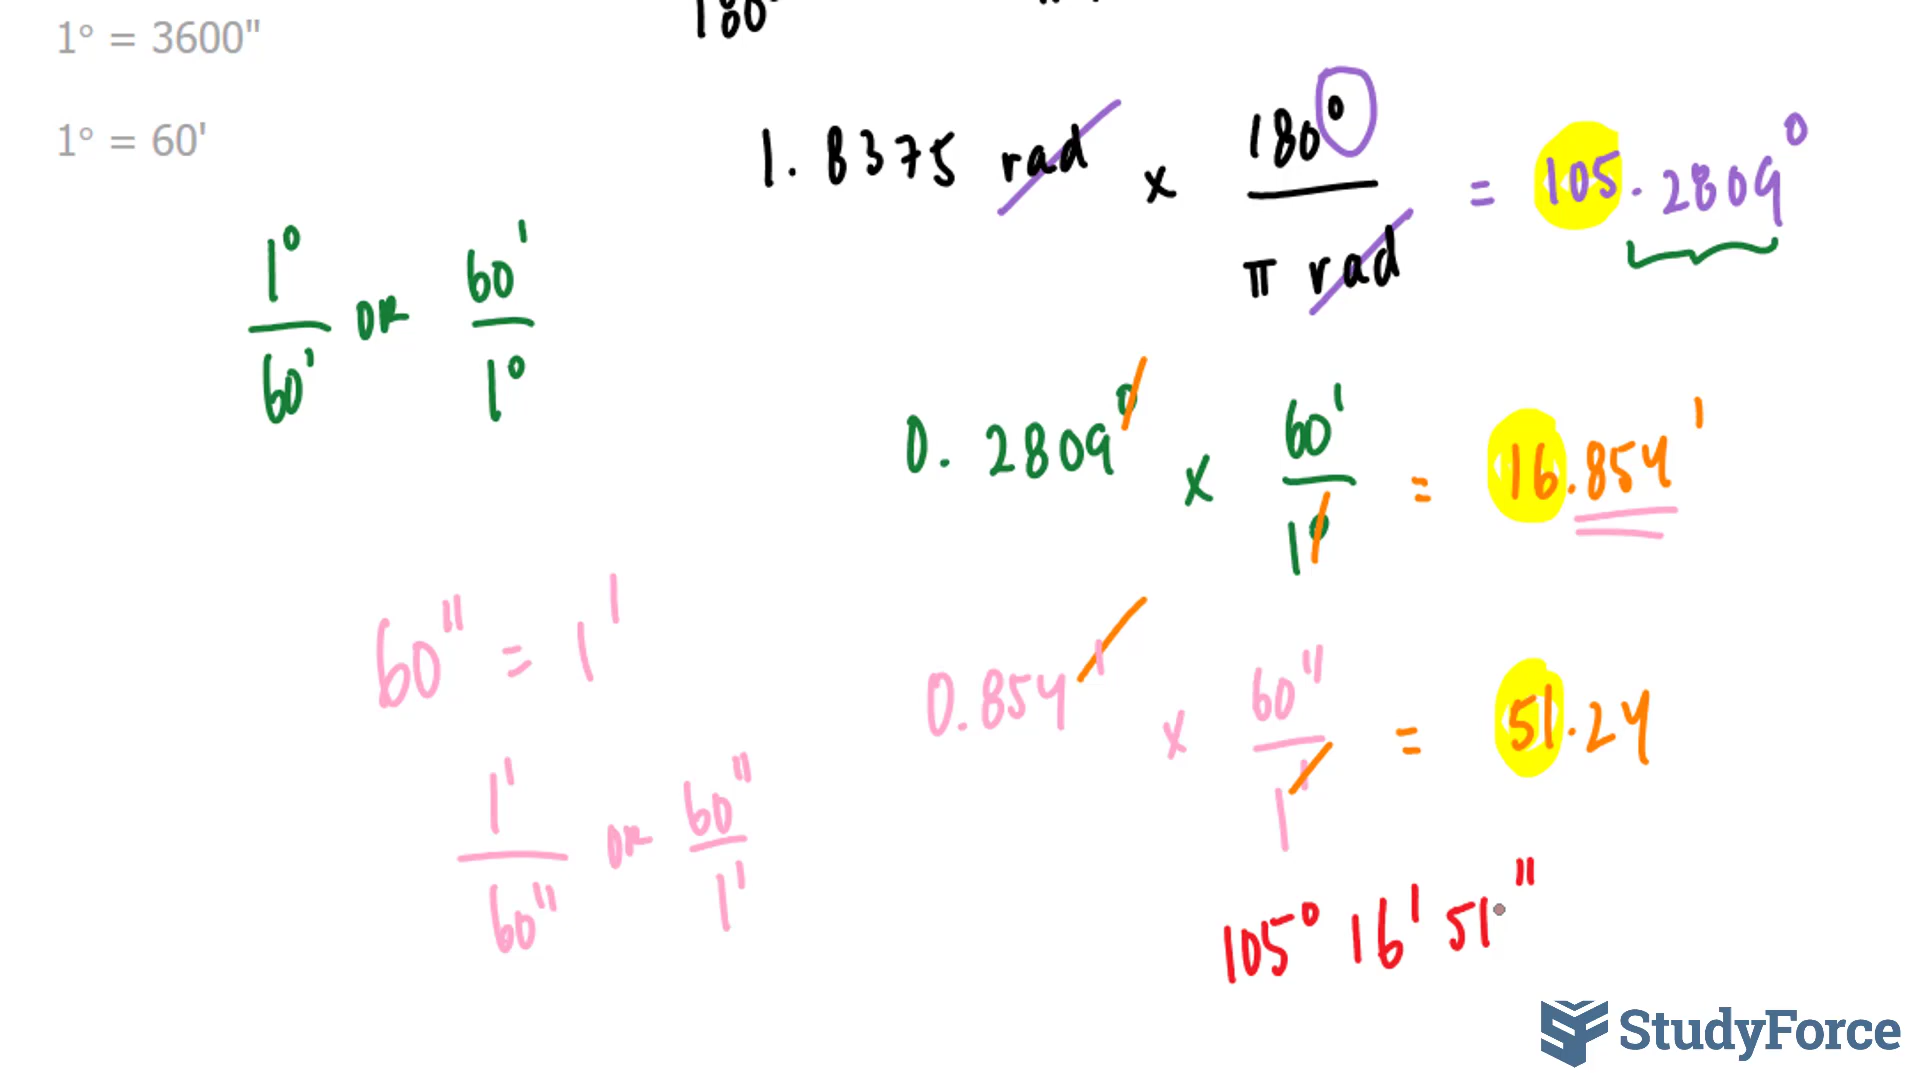 180°
1° = 3600"
1° = 60'
1.8375 rad x 180° / π rad = 105.2809°
1° / 60' OR 60' / 1°
0.2809° x 60' / 1° = 16.854'
60" = 1'
0.854' x 60" / 1' = 51.24
1' / 60" OR 60" / 1'
105° 16' 51"
StudyForce